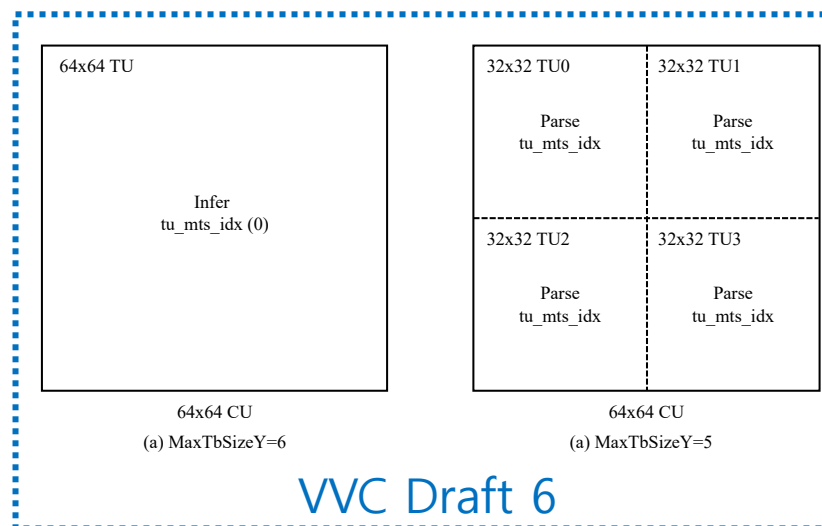 64x64 TU
Infer
tu_mts_idx (0)
64x64 CU
(a) MaxTbSizeY=6
32x32 TU0
Parse
tu_mts_idx
32x32 TU1
Parse
tu_mts_idx
32x32 TU2
Parse
tu_mts_idx
32x32 TU3
Parse
tu_mts_idx
64x64 CU
(a) MaxTbSizeY=5
VVC Draft 6